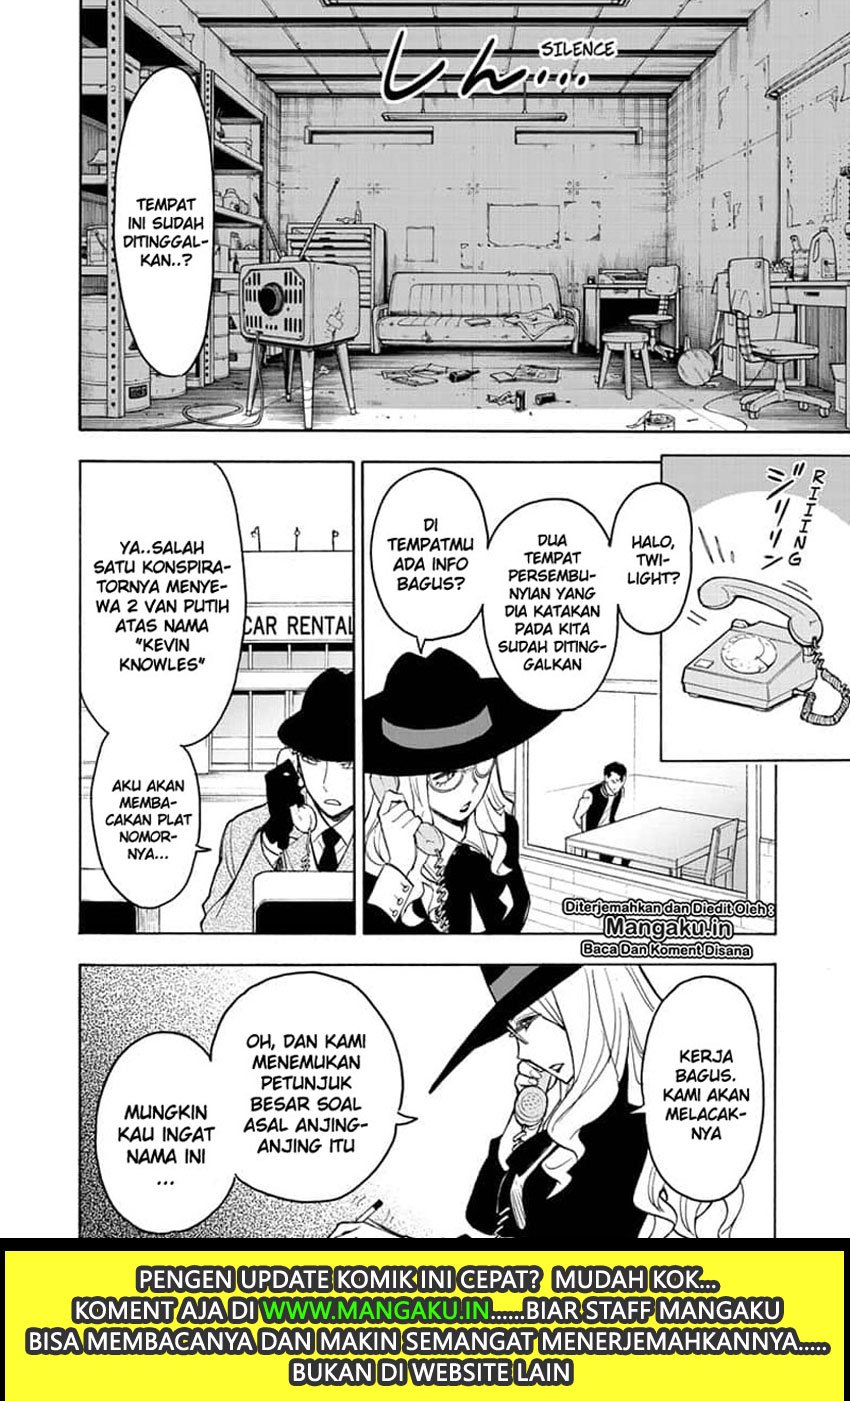 しん...
SILENCE
TEMPAT
INI SUDAH
DITINGGAL-
KAN..?
R I I I I N G
HALO,
TWI-
LIGHT?
DUA
TEMPAT
PERSEMBU-
NYIAN YANG
DIA KATAKAN
PADA KITA
SUDAH DITING-
GALKAN
DI
TEMPATMU
ADA INFO
BAGUS?
YA..SALAH
SATU KONSPIRA-
TORNYA MENYE-
WA 2 VAN PUTIH
ATAS NAMA
"KEVIN
KNOWLES"
CAR RENTAL
AKU AKAN
MEMBA-
CAKAN PLAT
NOMOR-
NYA...
Diterjemahkan dan Diedit Oleh :
Mangaku.in
Baca Dan Koment Disana
KERJA
BAGUS.
KAMI AKAN
MELACAK-
NYA
OH, DAN KAMI
MENEMUKAN
PETUNJUK
BESAR SOAL
ASAL ANJING-
ANJING ITU
MUNGKIN
KAU INGAT
NAMA INI
...
PENGEN UPDATE KOMIK INI CEPAT? MUDAH KOK...
KOMENT AJA DI WWW.MANGAKU.IN......BIAR STAFF MANGAKU
BISA MEMBACANYA DAN MAKIN SEMANGAT MENERJEMAHKANNYA.....
BUKAN DI WEBSITE LAIN